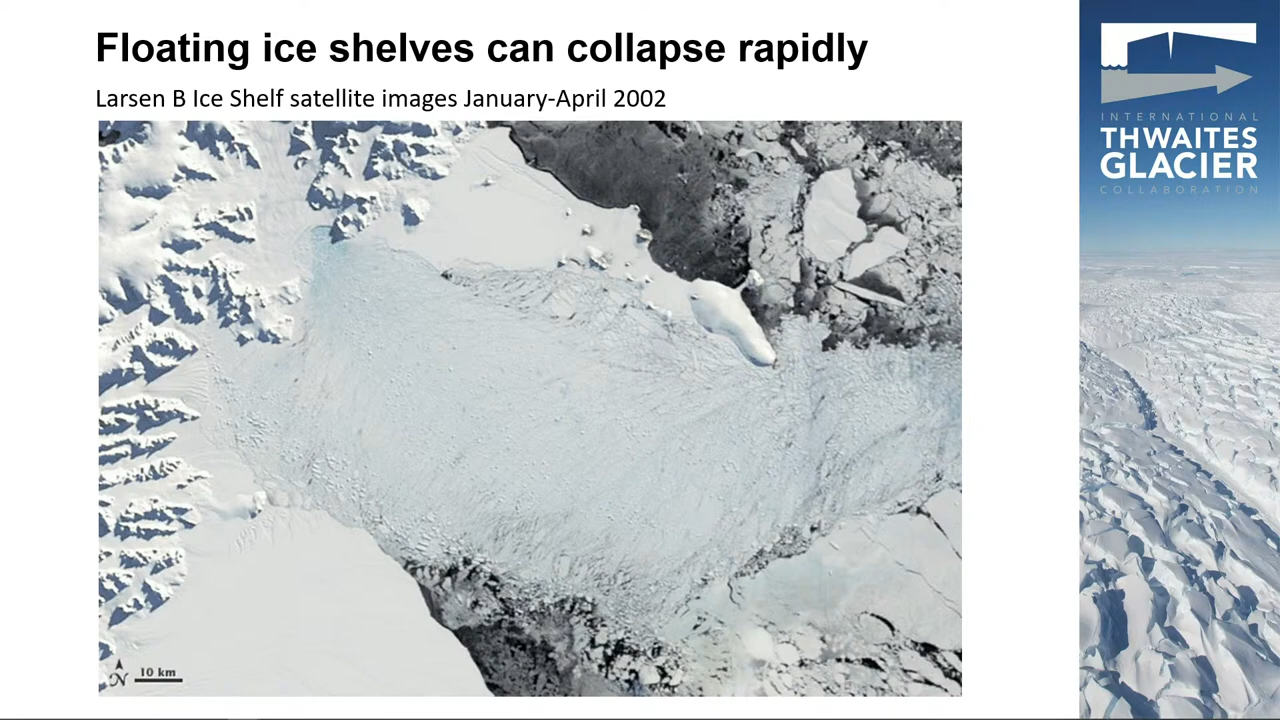 Floating ice shelves can collapse rapidly
Larsen B Ice Shelf satellite images January-April 2002
INTERNATIONAL
THWAITES
GLACIER
COLLABORATION
N
10 km